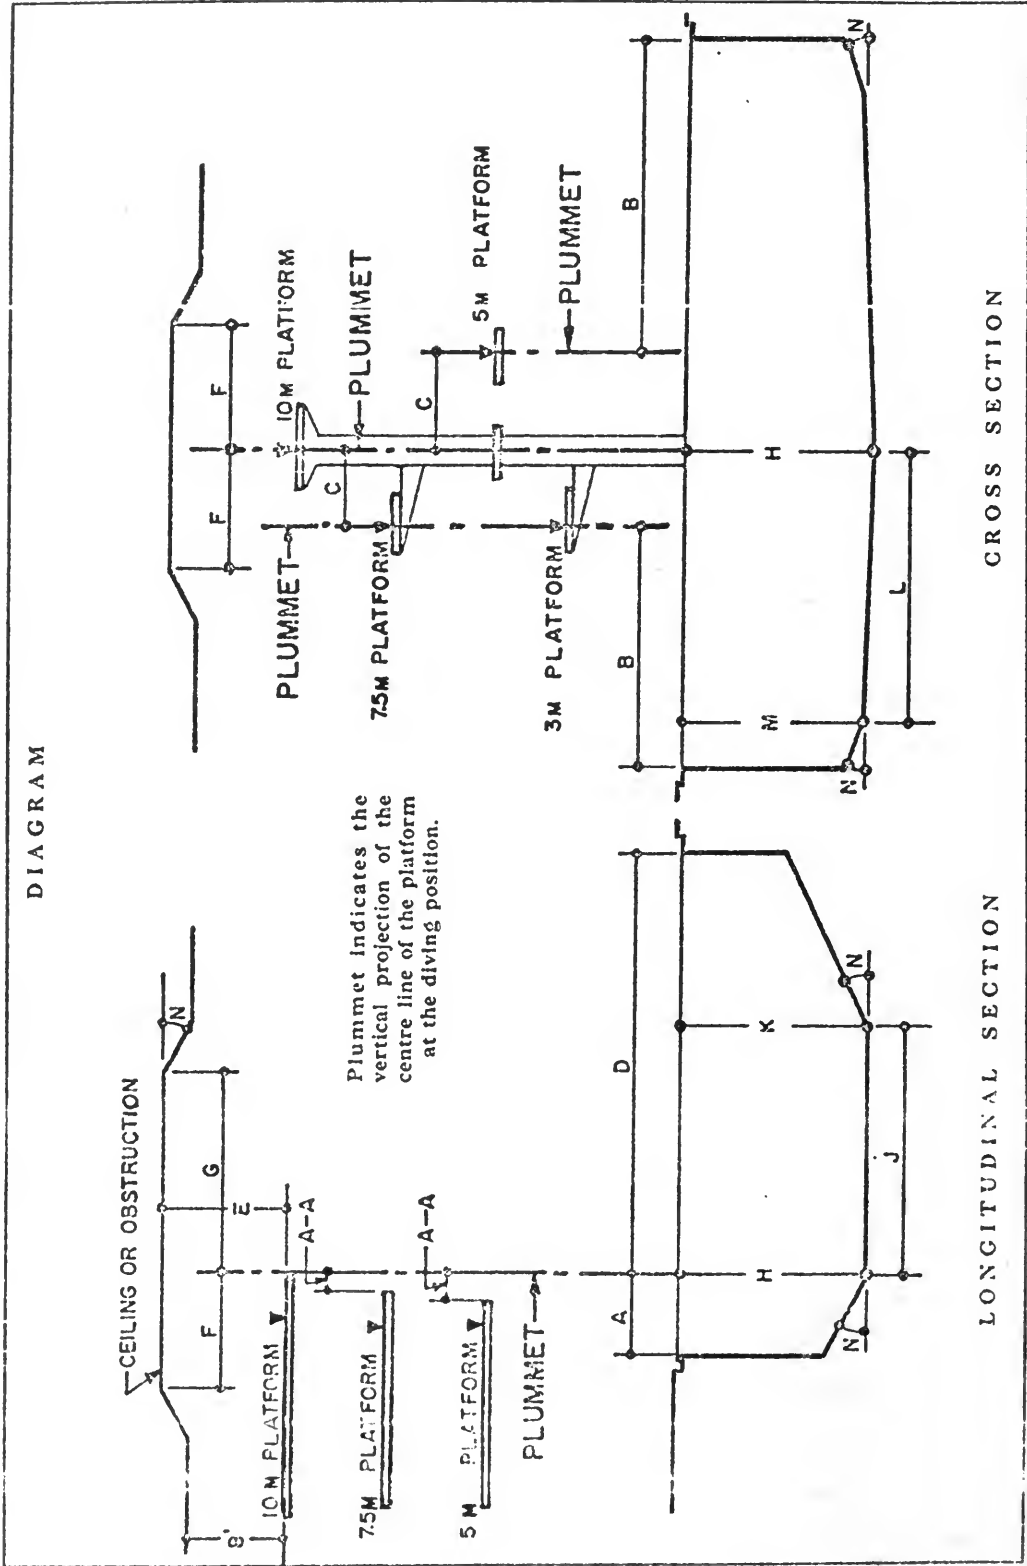 DIAGRAM
CEILING OR OBSTRUCTION
N
F
G
E
8'
10M PLATFORM
A-A
7.5M PLATFORM
A-A
5 M PLATFORM
PLUMMET
Plummet indicates the
vertical projection of the
centre line of the platform
at the diving position.
A
D
H
K
N
N
J
LONGITUDINAL SECTION
F
F
10M PLATFORM
PLUMMET
C
PLUMMET
7.5M PLATFORM
C
5M PLATFORM
3M PLATFORM
PLUMMET
B
B
M
H
N
N
L
CROSS SECTION